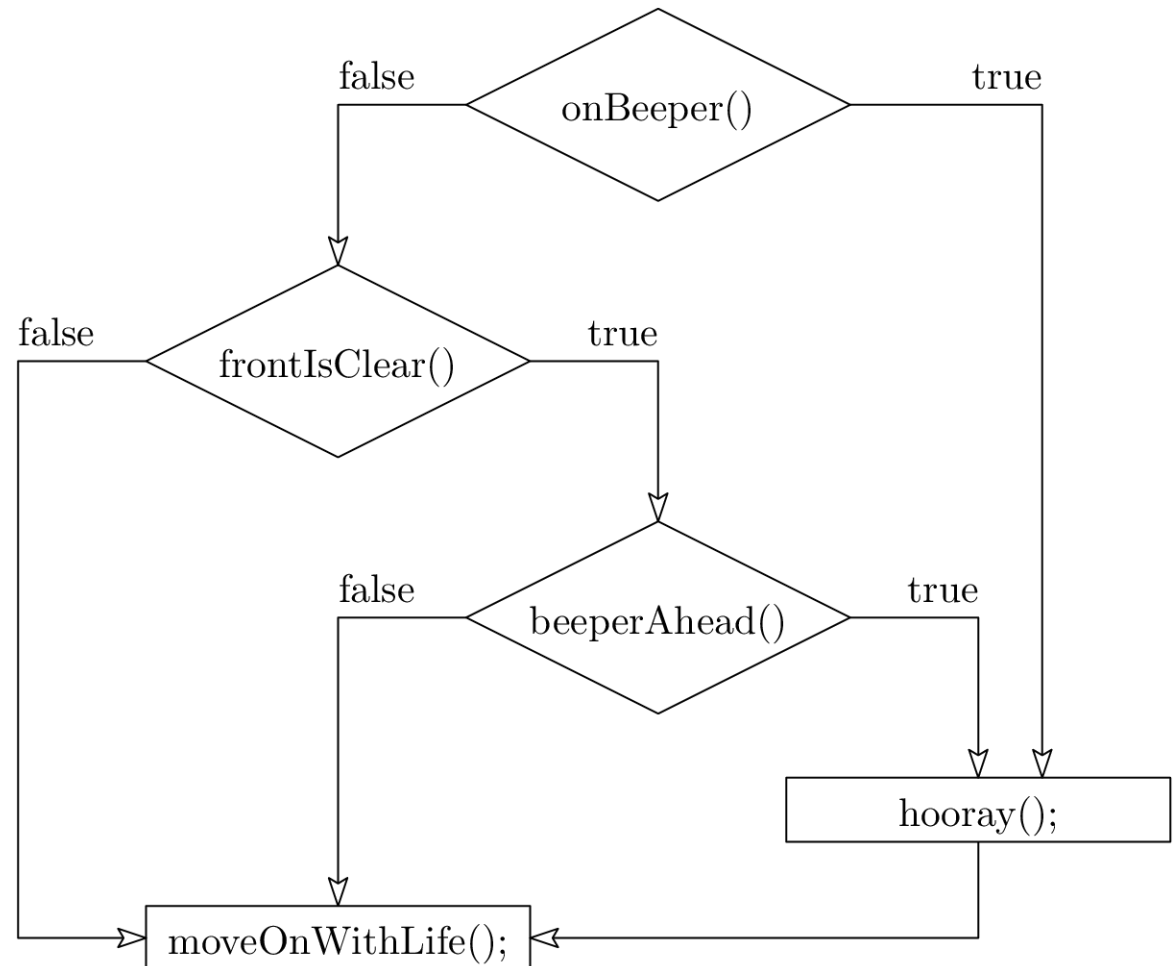 false
true
onBeeper()
false
true
frontIsClear()
false
true
beeperAhead()
hooray();
moveOnWithLife();